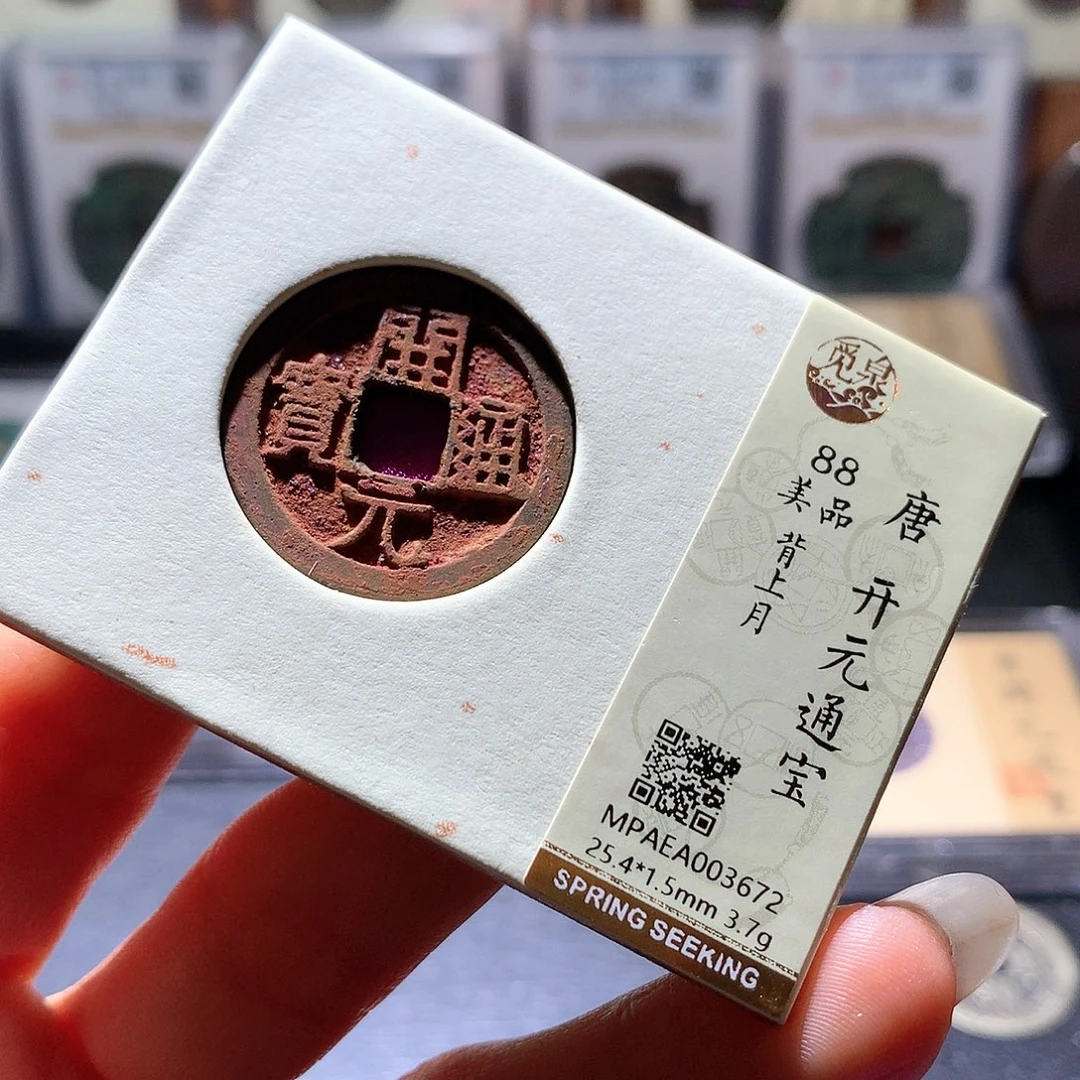 開元通寶
觅泉
唐 开元通宝
88
美品 背上月
MPAEA003672
25.4*1.5mm 3.7g
SPRING SEEKING